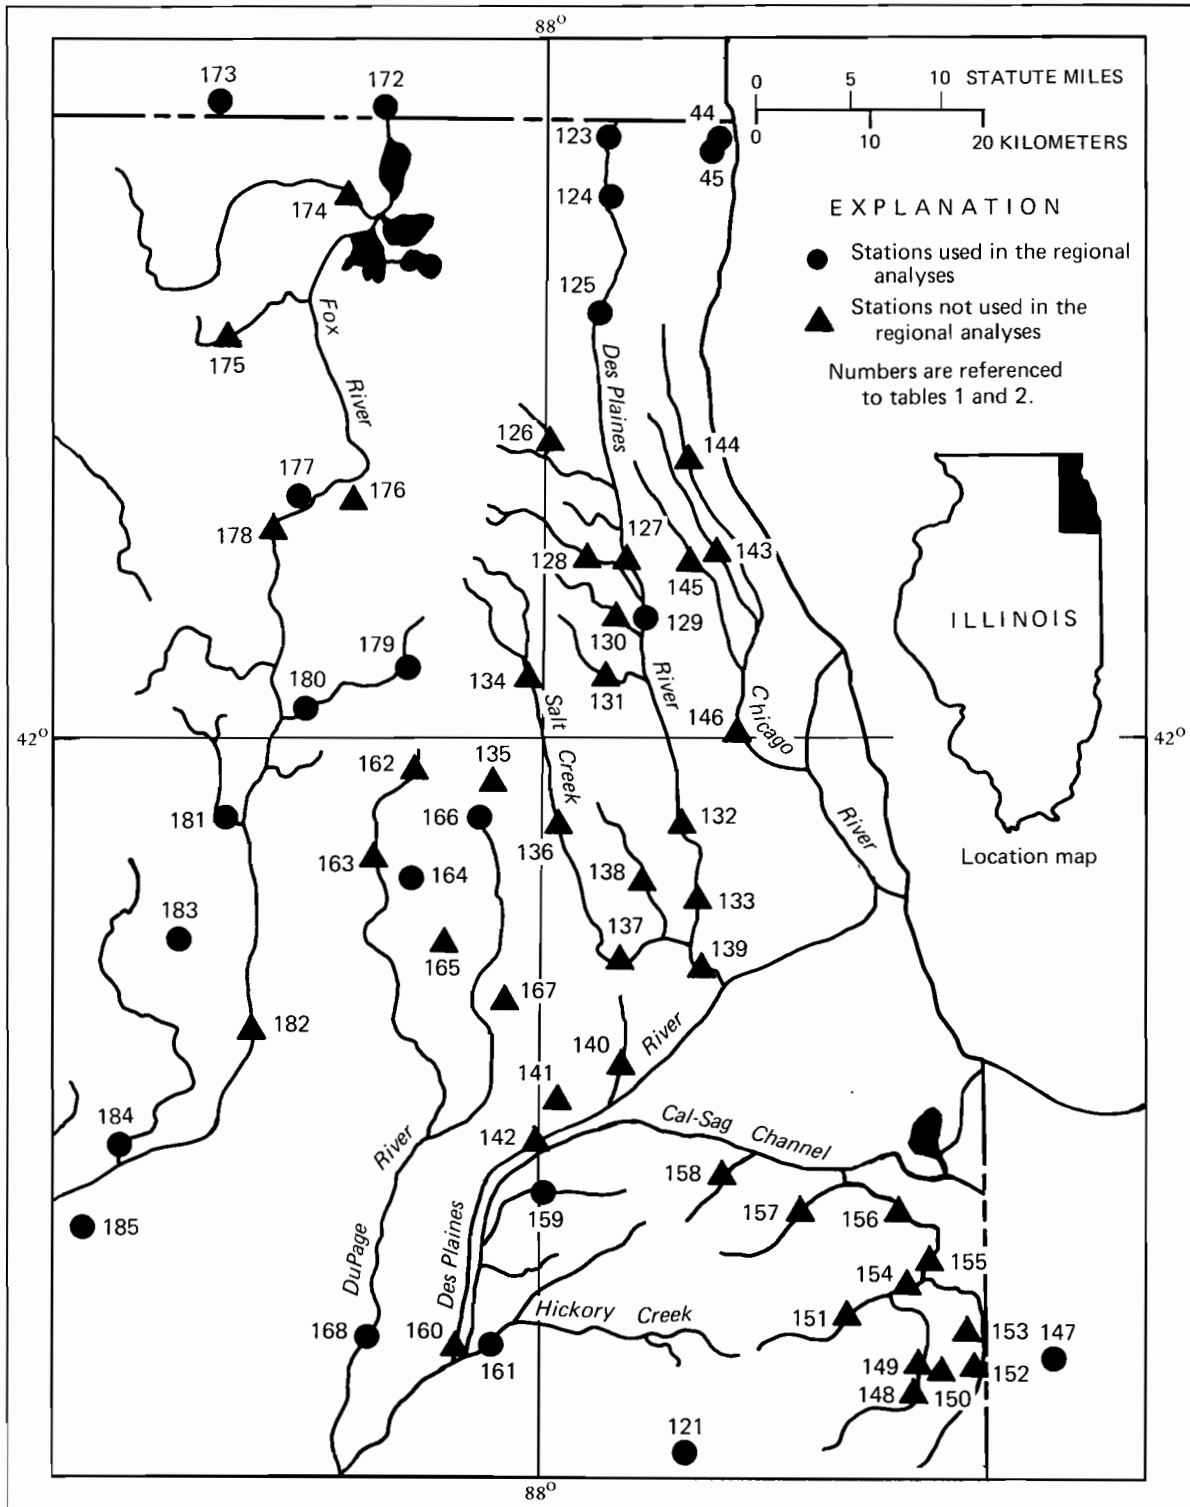 88°
173
172
0 5 10 STATUTE MILES
44
0 10 20 KILOMETERS
123
45
124
174
EXPLANATION
Stations used in the regional
analyses
125
Stations not used in the
regional analyses
Fox
175
Numbers are referenced
to tables 1 and 2.
River
Des Plaines
126
144
177
176
178
127
128
143
145
ILLINOIS
129
130
179
180
134
131
River
Salt
146
Chicago
42°
42°
162
135
Creek
181
166
136
132
River
Location map
163
164
138
133
183
137
139
165
167
182
140
River
141
184
142
Cal-Sag Channel
River
158
159
157
156
185
DuPage
Des Plaines
155
154
Hickory Creek
151
168
160
161
153
147
149
152
148
150
121
88°